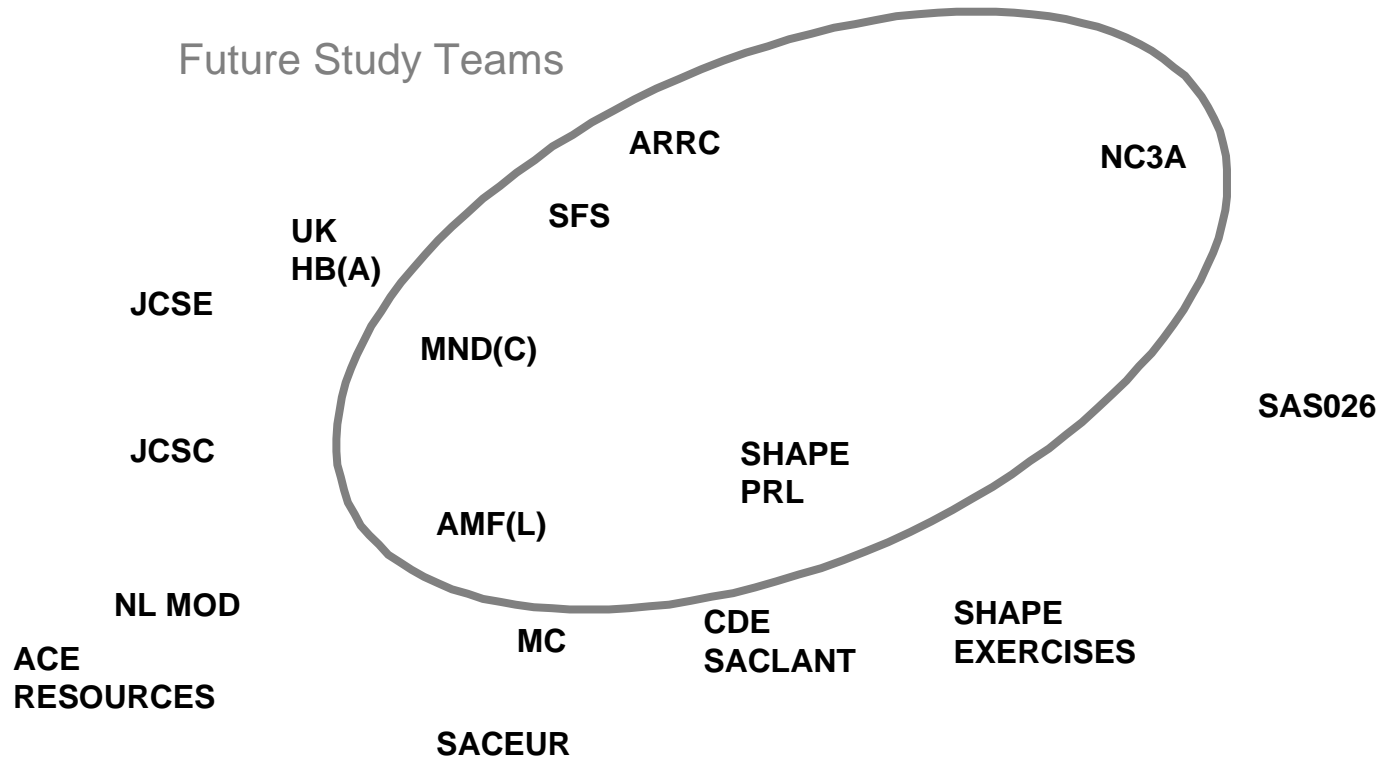 Future Study Teams
ARRC
NC3A
SFS
UK
HB(A)
JCSE
MND(C)
SAS026
JCSC
SHAPE
PRL
AMF(L)
NL MOD
MC
CDE
SACLANT
SHAPE
EXERCISES
ACE
RESOURCES
SACEUR